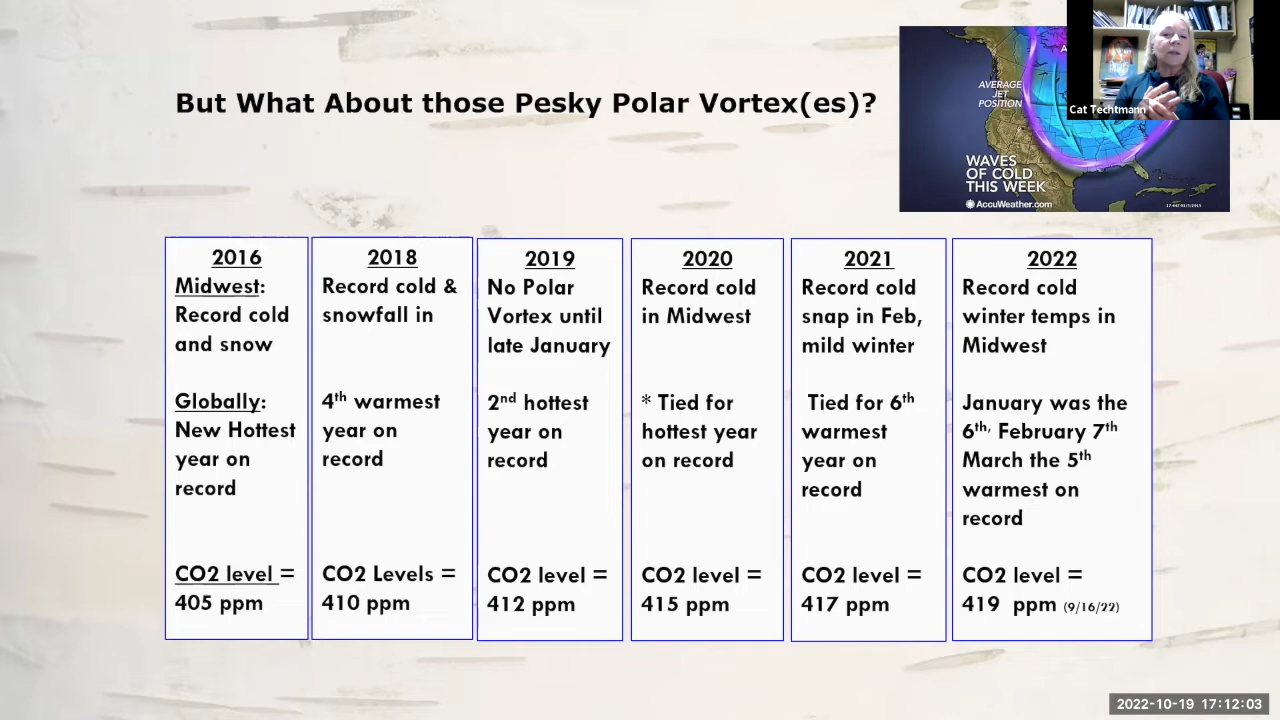 But What About those Pesky Polar Vortex(es)?
AVERAGE
JET
POSITION
A
WAVES
OF COLD
THIS WEEK
AccuWeather.com
Cat Techtmann
2016
Midwest:
Record cold
and snow
Globally:
New Hottest
year on
record
CO2 level =
405 ppm
2018
Record cold &
snowfall in
4th warmest
year on
record
CO2 Levels =
410 ppm
2019
No Polar
Vortex until
late January
2nd hottest
year on
record
CO2 level =
412 ppm
2020
Record cold
in Midwest
* Tied for
hottest year
on record
CO2 level =
415 ppm
2021
Record cold
snap in Feb,
mild winter
Tied for 6th
warmest
year on
record
CO2 level =
417 ppm
2022
Record cold
winter temps in
Midwest
January was the
6th, February 7th
March the 5th
warmest on
record
CO2 level =
419 ppm (9/16/22)
2022-10-19 17:12:03